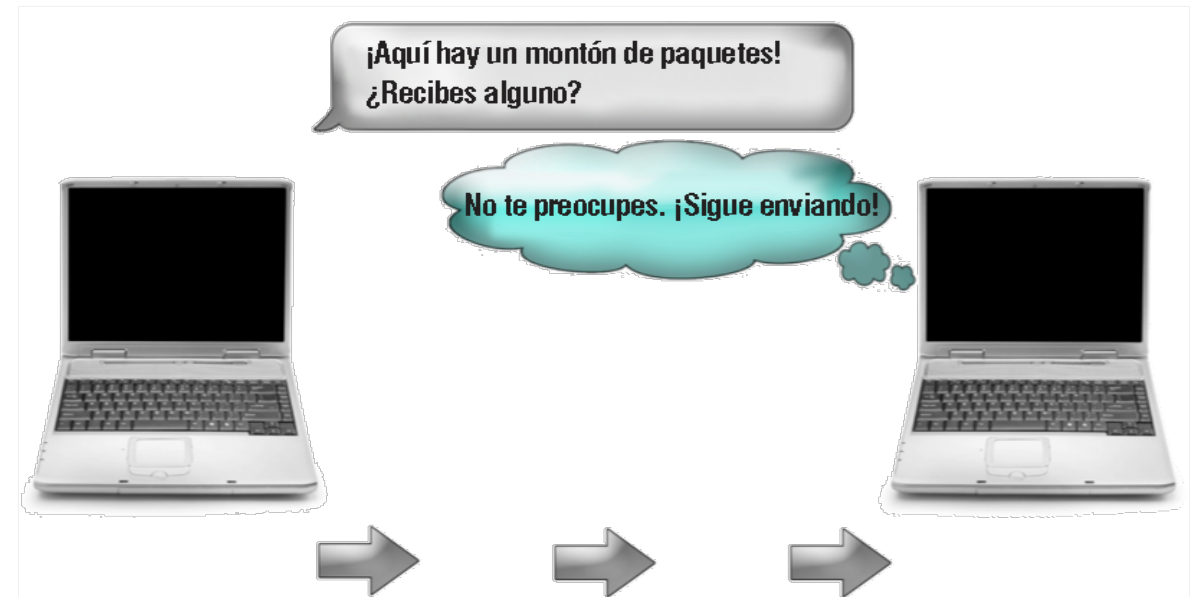 ¡Aquí hay un montón de paquetes!
¿Recibes alguno?
No te preocupes. ¡Sigue enviando!